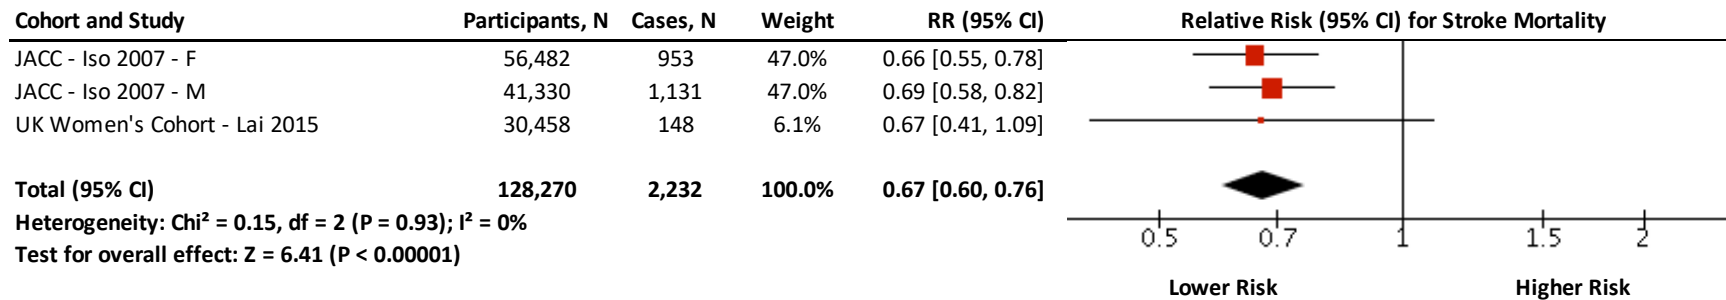 Cohort and Study Participants, N Cases, N Weight RR (95% CI) Relative Risk (95% CI) for Stroke Mortality
JACC - Iso 2007 - F 56,482 953 47.0% 0.66 [0.55, 0.78]
JACC - Iso 2007 - M 41,330 1,131 47.0% 0.69 [0.58, 0.82]
UK Women's Cohort - Lai 2015 30,458 148 6.1% 0.67 [0.41, 1.09]
Total (95% CI) 128,270 2,232 100.0% 0.67 [0.60, 0.76]
Heterogeneity: Chi² = 0.15, df = 2 (P = 0.93); I² = 0%
0.5 0.7 1 1.5 2
Test for overall effect: Z = 6.41 (P < 0.00001)
Lower Risk Higher Risk